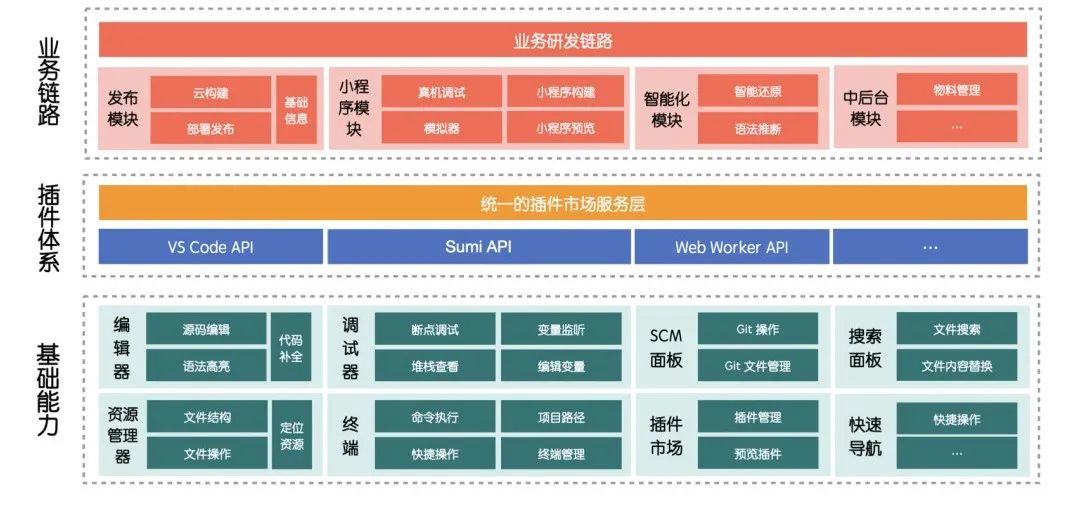 业务链路
业务研发链路
发布
模块
云构建
部署发布
基础
信息
小程
序模
块
真机调试
小程序构建
模拟器
小程序预览
智能化
模块
智能还原
语法推断
中后台
模块
物料管理
...
插件体系
统一的插件市场服务层
VS Code API
Sumi API
Web Worker API
...
基础能力
编
辑
器
源码编辑
语法高亮
代码
补全
调
试
器
断点调试
变量监听
堆栈查看
编辑变量
SCM
面板
Git 操作
Git 文件管理
搜索
面板
文件搜索
文件内容替换
资源
管理
器
文件结构
文件操作
定位
资源
终
端
命令执行
项目路径
快捷操作
终端管理
插件
市场
插件管理
预览插件
快速
导航
快捷操作
...